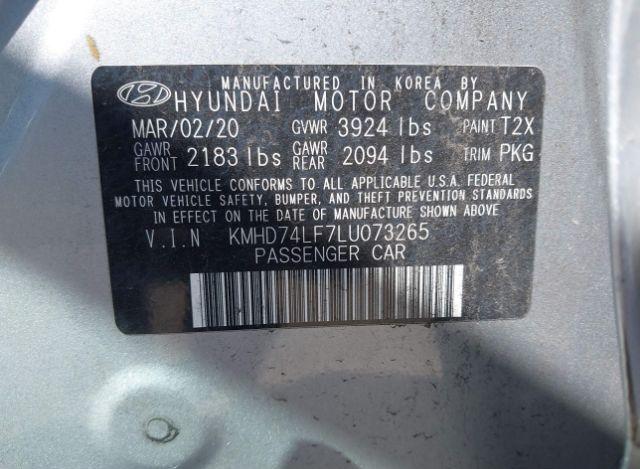 MANUFACTURED IN KOREA BY
HYUNDAI MOTOR COMPANY
MAR/02/20 GVWR 3924 lbs PAINT T2X
GAWR FRONT 2183 lbs GAWR REAR 2094 lbs TRIM PKG
THIS VEHICLE CONFORMS TO ALL APPLICABLE U.S.A. FEDERAL
MOTOR VEHICLE SAFETY, BUMPER, AND THEFT PREVENTION STANDARDS
IN EFFECT ON THE DATE OF MANUFACTURE SHOWN ABOVE
V.I.N KMHD74LF7LU073265
PASSENGER CAR